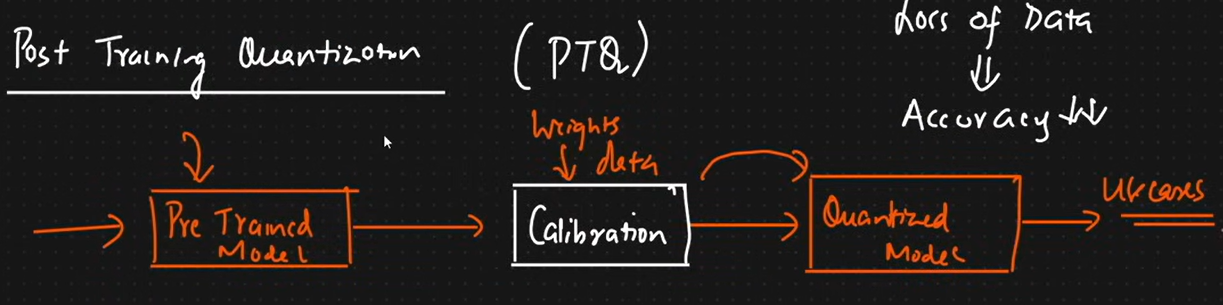 Post Training Quantization (PTQ)
Loss of Data
⇓
Accuracy ↓↓
Weights
data
Pre Trained
Model
Calibration
Quantized
Model
Usecases